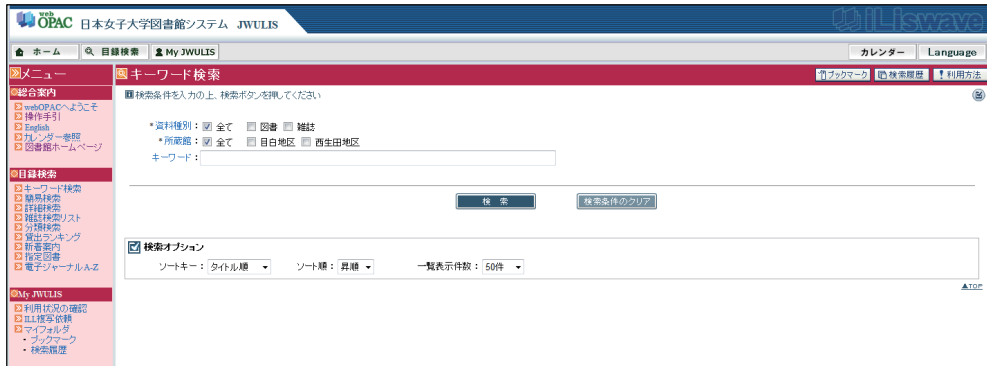 web OPAC 日本女子大学図書館システム JWULIS
iLiswave
ホーム 目録検索 My JWULIS カレンダー Language
メニュー
キーワード検索
ブックマーク 検索履歴 利用方法
総合案内
webOPACへようこそ
操作手引
English
カレンダー参照
図書館ホームページ
目録検索
キーワード検索
簡易検索
詳細検索
雑誌検索リスト
分類検索
貸出ランキング
新着案内
指定図書
電子ジャーナルA-Z
My JWULIS
利用状況の確認
ILL複写依頼
マイフォルダ
・ブックマーク
・検索履歴
検索条件を入力の上、検索ボタンを押してください
*資料種別： 全て 図書 雑誌
*所蔵館： 全て 目白地区 西生田地区
キーワード：
検 索 検索条件のクリア
検索オプション
ソートキー： タイトル順 ソート順： 昇順 一覧表示件数： 50件
▲TOP